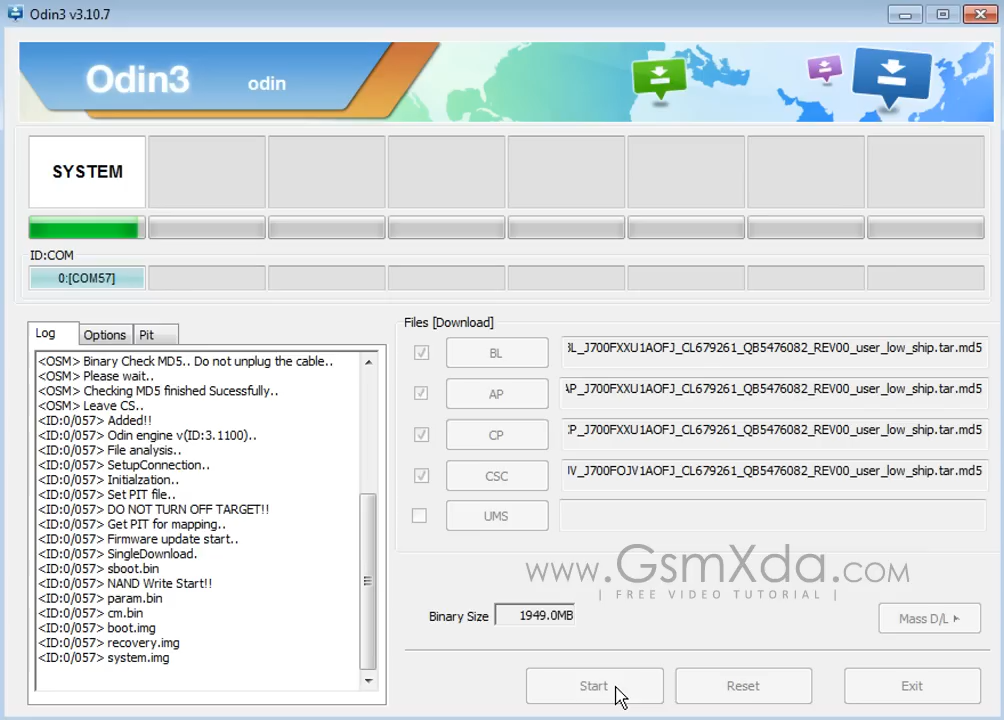 Odin3 v3.10.7
Odin3 odin
SYSTEM
ID:COM
0:[COM57]
Log Options Pit
<OSM> Binary Check MD5.. Do not unplug the cable..
<OSM> Please wait..
<OSM> Checking MD5 finished Sucessfully..
<OSM> Leave CS..
<ID:0/057> Added!!
<ID:0/057> Odin engine v(ID:3.1100)..
<ID:0/057> File analysis..
<ID:0/057> SetupConnection..
<ID:0/057> Initialzation..
<ID:0/057> Set PIT file..
<ID:0/057> DO NOT TURN OFF TARGET!!
<ID:0/057> Get PIT for mapping..
<ID:0/057> Firmware update start..
<ID:0/057> SingleDownload.
<ID:0/057> sboot.bin
<ID:0/057> NAND Write Start!!
<ID:0/057> param.bin
<ID:0/057> cm.bin
<ID:0/057> boot.img
<ID:0/057> recovery.img
<ID:0/057> system.img
Files [Download]
BL 3L_J700FXXU1AOFJ_CL679261_QB5476082_REV00_user_low_ship.tar.md5
AP AP_J700FXXU1AOFJ_CL679261_QB5476082_REV00_user_low_ship.tar.md5
CP CP_J700FXXU1AOFJ_CL679261_QB5476082_REV00_user_low_ship.tar.md5
CSC IV_J700FOJV1AOFJ_CL679261_QB5476082_REV00_user_low_ship.tar.md5
UMS
www.GsmXda.com
| FREE VIDEO TUTORIAL |
Binary Size 1949.0MB
Mass D/L
Start Reset Exit